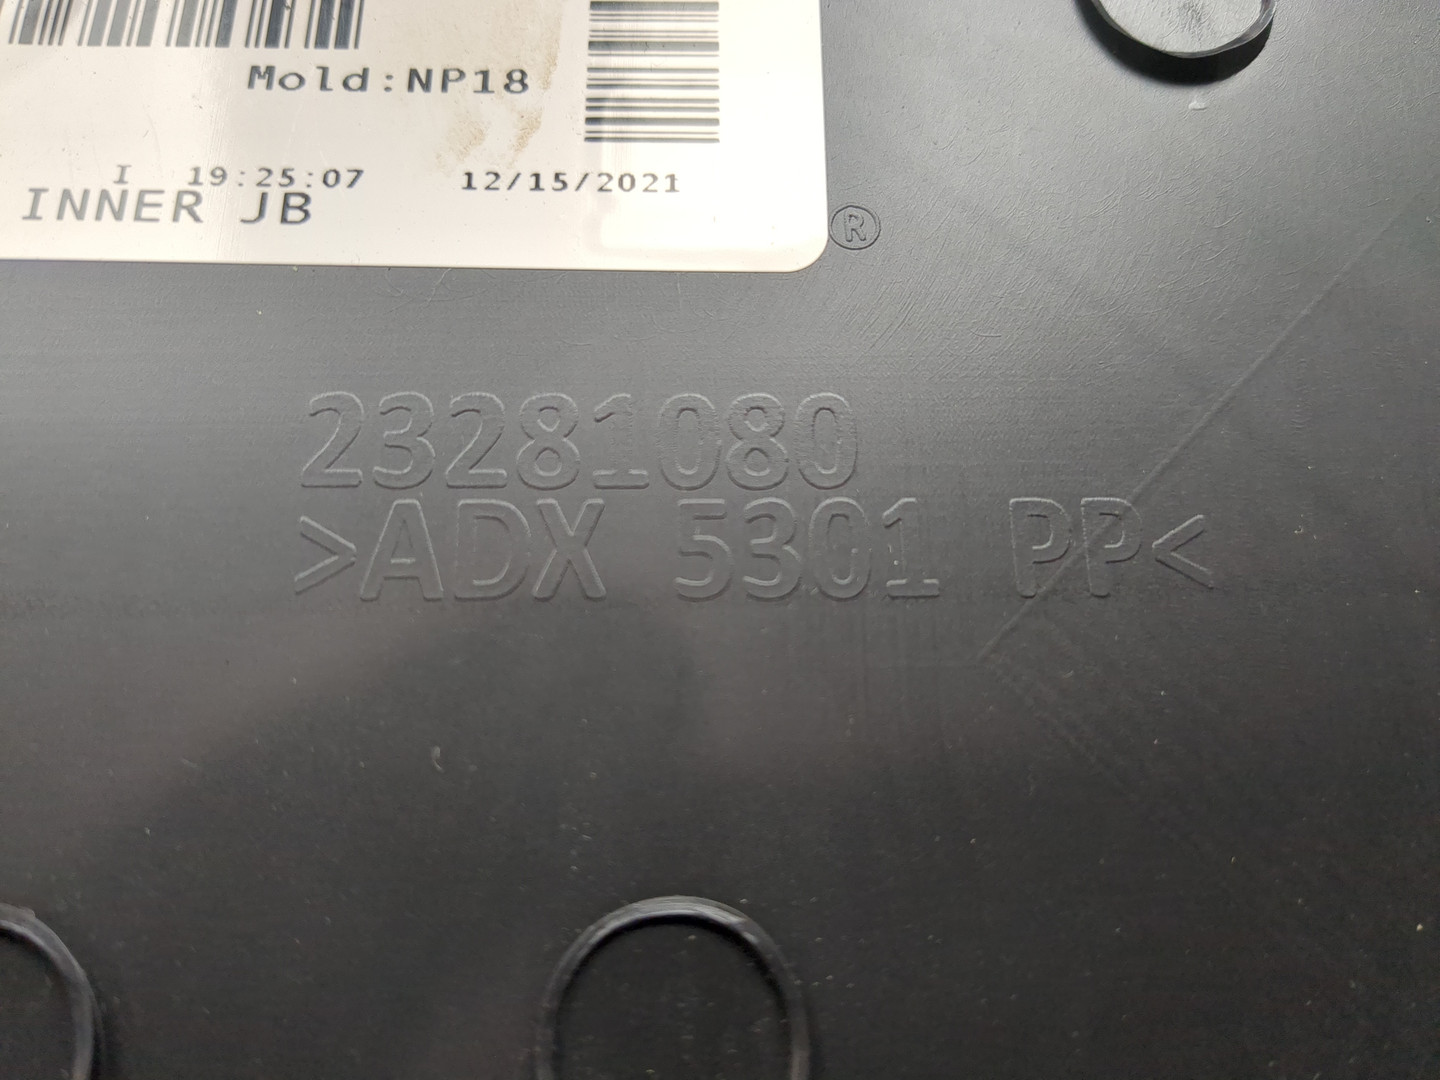 Mold:NP18
I 19:25:07 12/15/2021
INNER JB
®
23281080
>ADX 5301 PP<